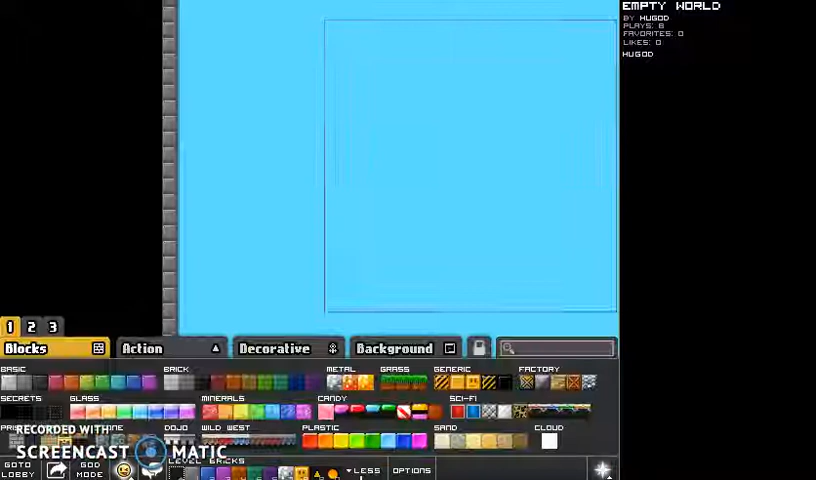 EMPTY WORLD
BY HUGOD
PLAYS: 8
FAVORITES: 0
LIKES: 0
HUGOD
1 2 3
Blocks Action Decorative Background
BASIC BRICK METAL GRASS GENERIC FACTORY
SECRETS GLASS MINERALS CANDY SCI-FI
DOJO WILD WEST PLASTIC SAND CLOUD
RECORDED WITH
SCREENCAST MATIC
GOTO LOBBY GOD MODE LEVEL BRICKS LESS OPTIONS